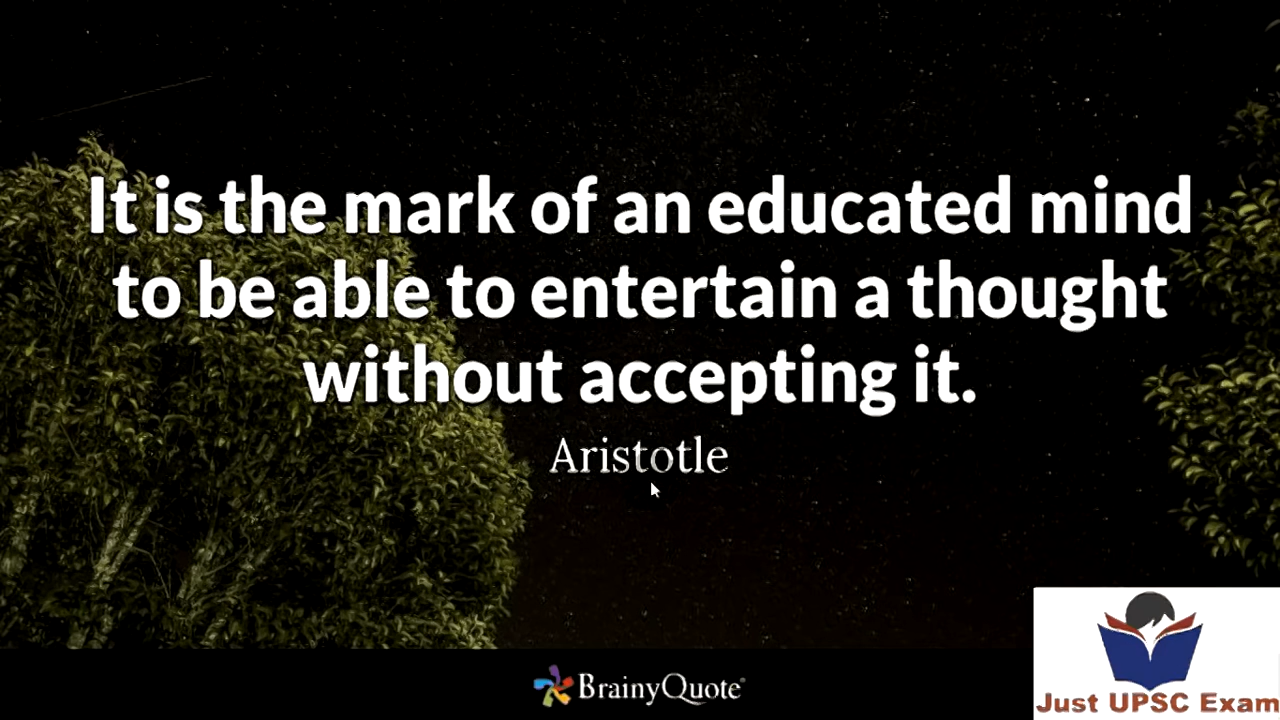 It is the mark of an educated mind
to be able to entertain a thought
without accepting it.
Aristotle
BrainyQuote®
Just UPSC Exam